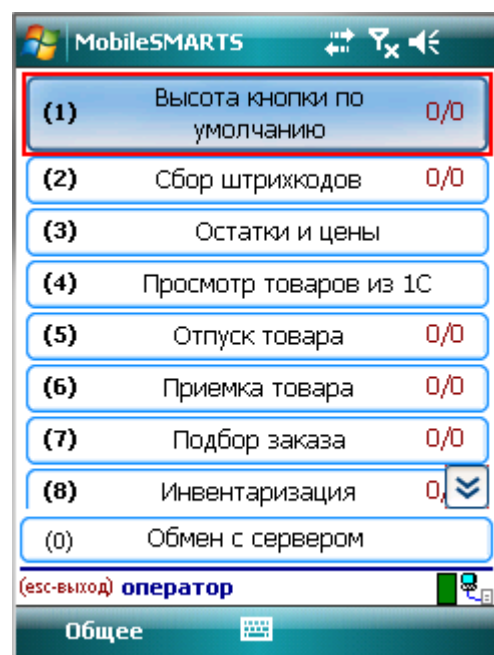 MobileSMARTS
(1) Высота кнопки по 0/0
умолчанию
(2) Сбор штрихкодов 0/0
(3) Остатки и цены
(4) Просмотр товаров из 1С
(5) Отпуск товара 0/0
(6) Приемка товара 0/0
(7) Подбор заказа 0/0
(8) Инвентаризация 0/
(0) Обмен с сервером
(esc-выход) оператор
Общее